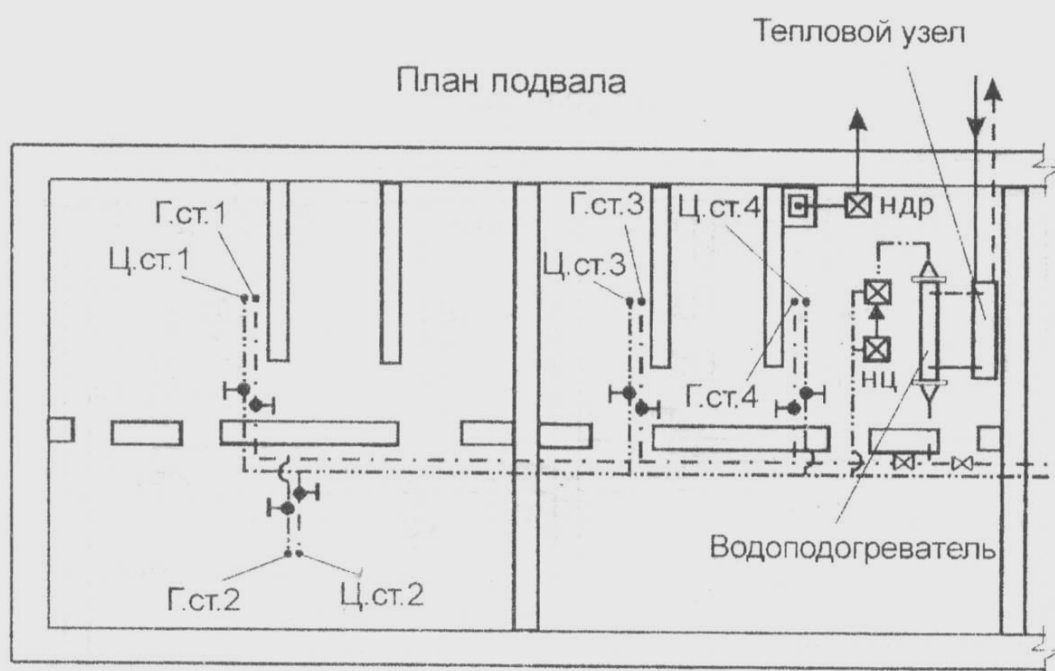 Тепловой узел
План подвала
Г.ст.1
Ц.ст.1
Г.ст.3
Ц.ст.3
Ц.ст.4
НДР
Г.ст.4
НЦ
Водоподогреватель
Г.ст.2
Ц.ст.2